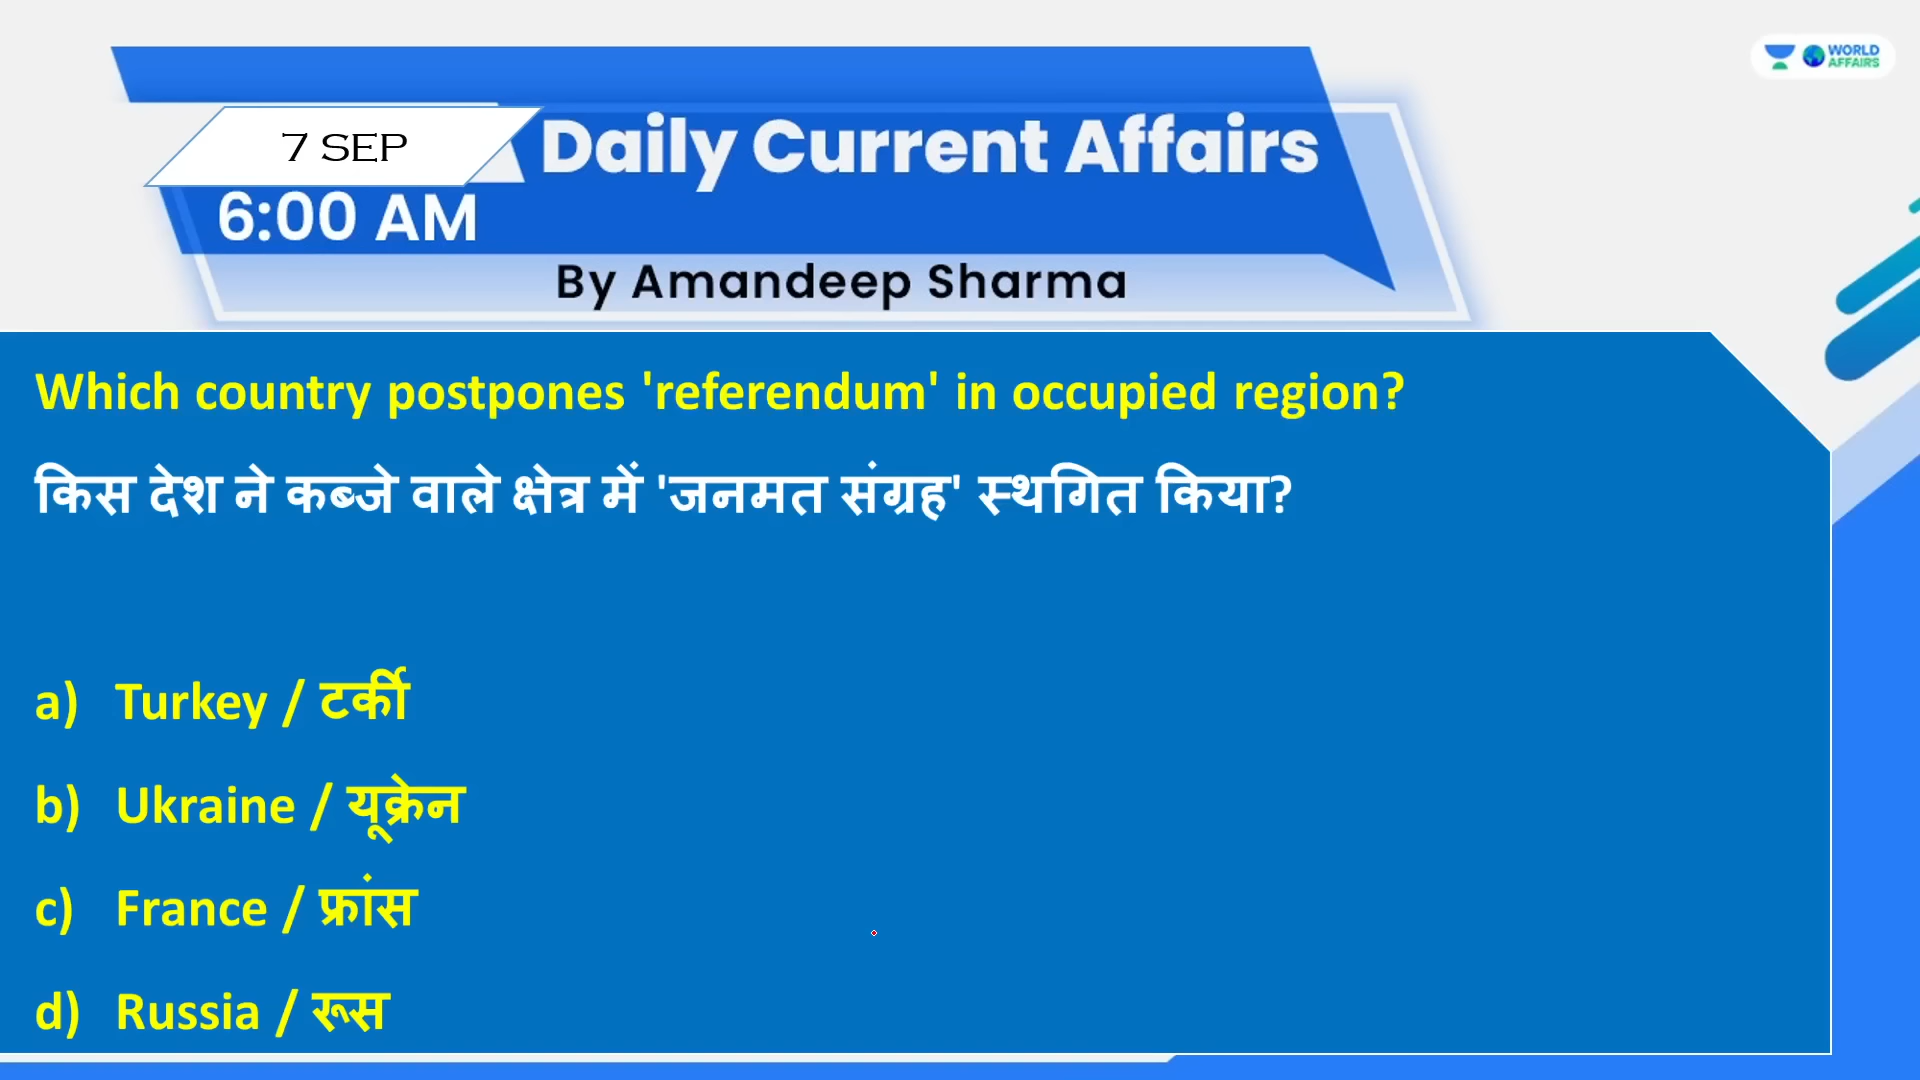 WORLD
AFFAIRS
7 SEP
Daily Current Affairs
6:00 AM
By Amandeep Sharma
Which country postpones 'referendum' in occupied region?
किस देश ने कब्जे वाले क्षेत्र में 'जनमत संग्रह' स्थगित किया?
a) Turkey / टर्की
b) Ukraine / यूक्रेन
c) France / फ्रांस
d) Russia / रूस